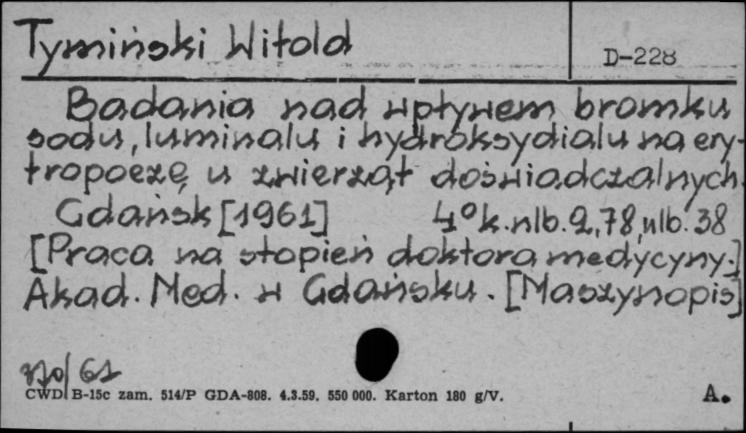 Tymiński Witold
D-228
Badania nad wpływem bromku
sodu, luminalu i hydroksydialu na ery-
tropoezę u zwierząt doświadczalnych.
Gdańsk [1961] 4° k. nlb. 2, 78, nlb. 38
[Praca na stopień doktora medycyny.]
Akad. Med. w Gdańsku. [Maszynopis]
370/61
CWD B-15c zam. 514/P GDA-808. 4.3.59. 550 000. Karton 180 g/V.
A.